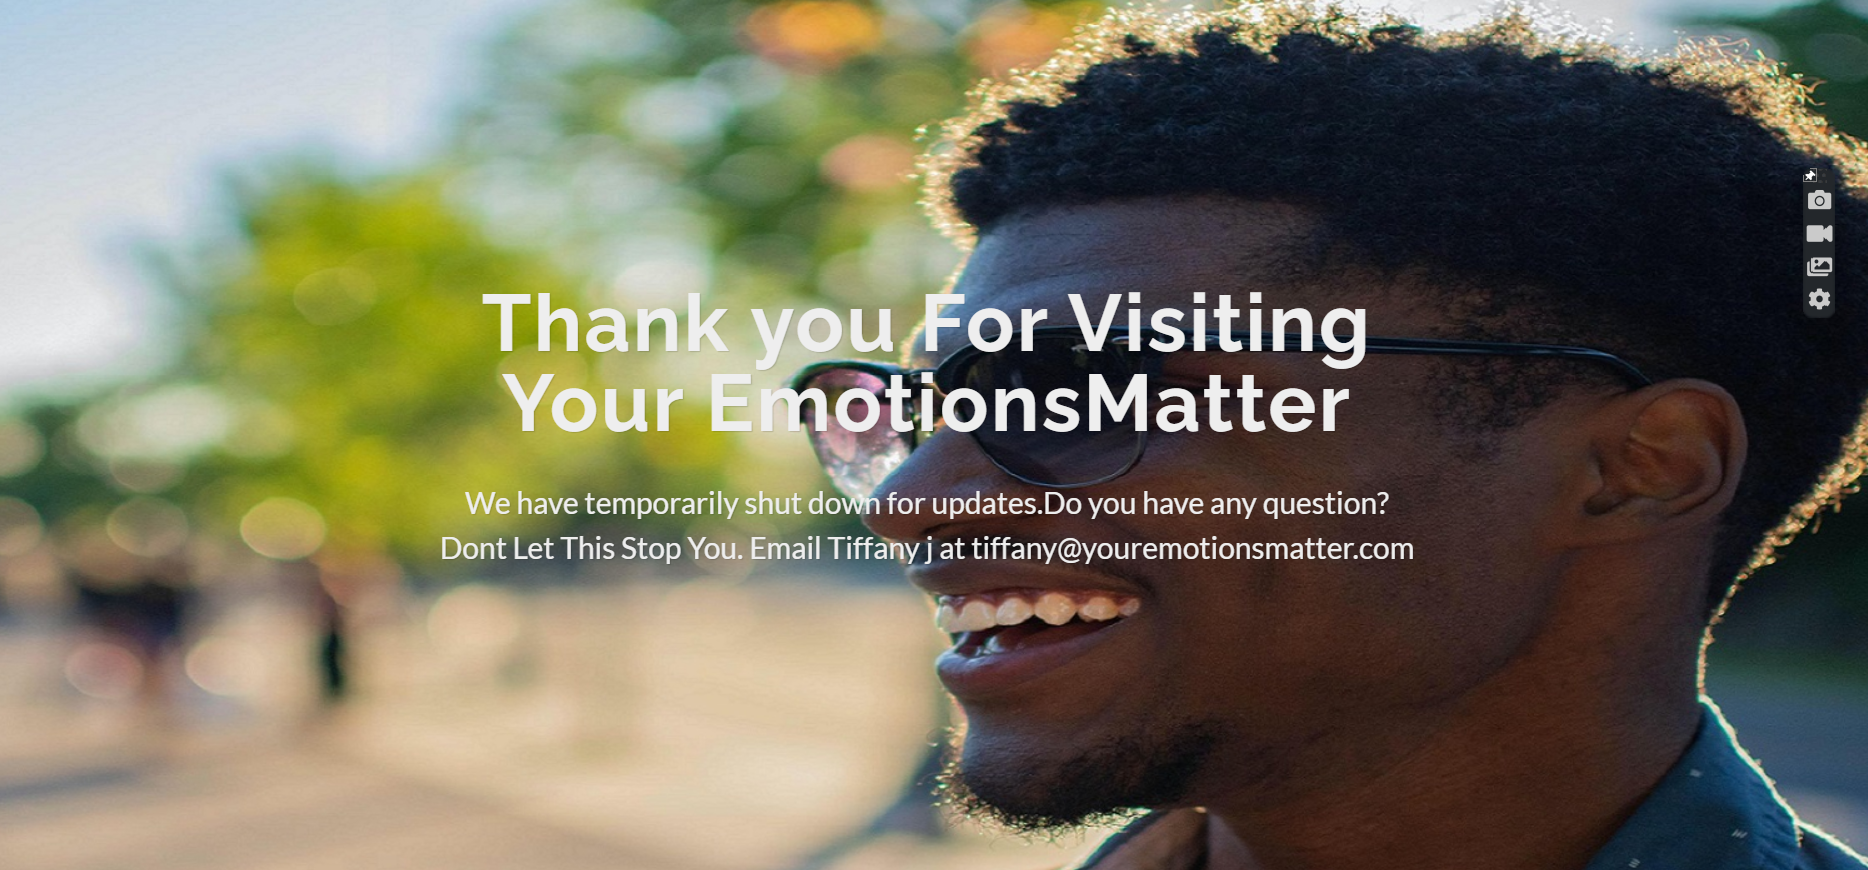 Thank you For Visiting
Your EmotionsMatter
We have temporarily shut down for updates.Do you have any question?
Dont Let This Stop You. Email Tiffany j at tiffany@youremotionsmatter.com